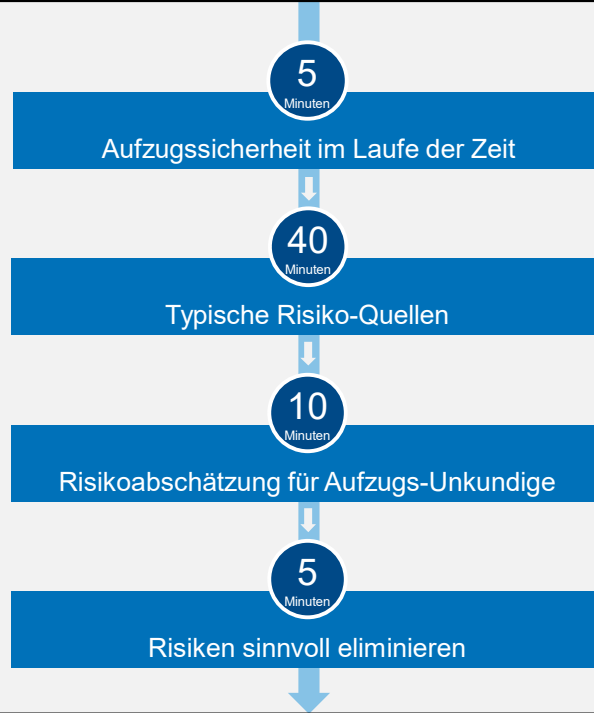 5
Minuten
Aufzugssicherheit im Laufe der Zeit
40
Minuten
Typische Risiko-Quellen
10
Minuten
Risikoabschätzung für Aufzugs-Unkundige
5
Minuten
Risiken sinnvoll eliminieren